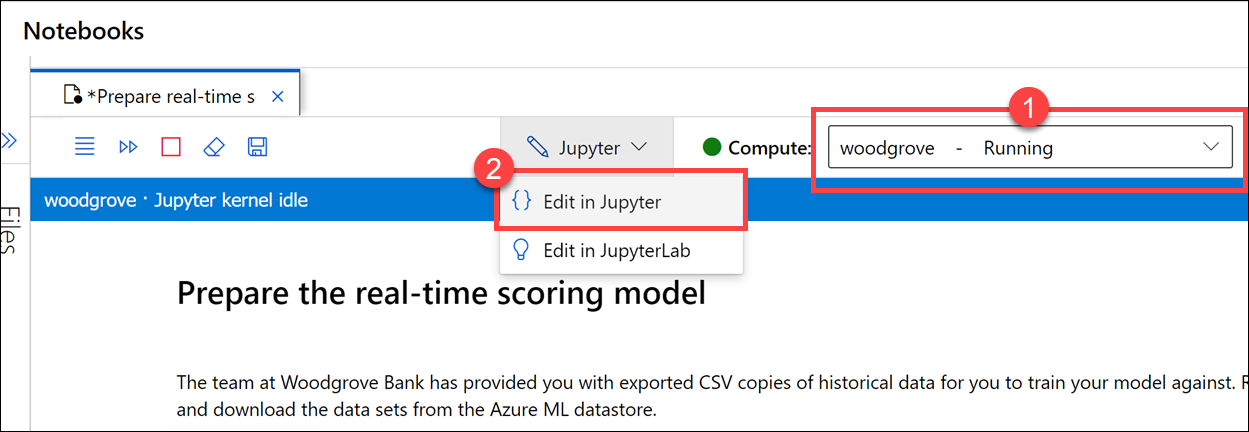 Notebooks
*Prepare real-time s
1
Jupyter
Compute:
woodgrove - Running
2
woodgrove · Jupyter kernel idle
Edit in Jupyter
Files
Edit in JupyterLab
Prepare the real-time scoring model
The team at Woodgrove Bank has provided you with exported CSV copies of historical data for you to train your model against. R
and download the data sets from the Azure ML datastore.